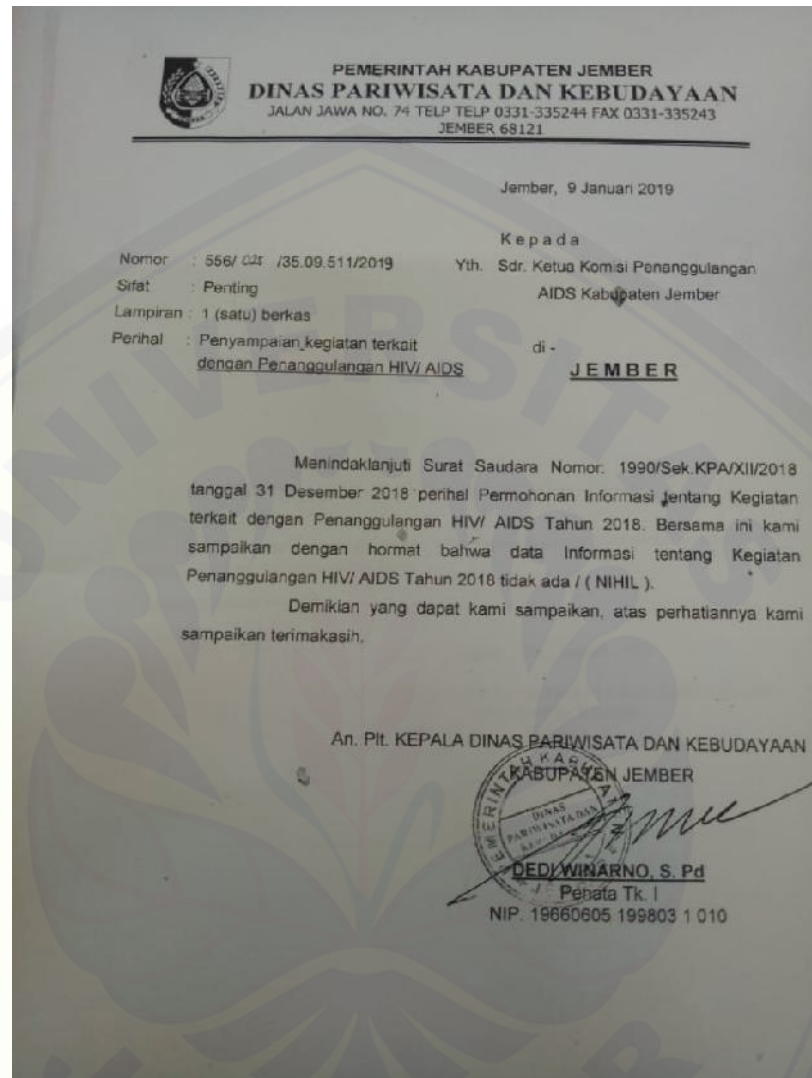 PEMERINTAH KABUPATEN JEMBER
DINAS PARIWISATA DAN KEBUDAYAAN
JALAN JAWA NO. 74 TELP TELP 0331-335244 FAX 0331-335243
JEMBER 68121
Jember, 9 Januari 2019
Kepada
Nomor : 556/ /35.09.511/2019 Yth. Sdr. Ketua Komisi Penanggulangan
Sifat : Penting AIDS Kabupaten Jember
Lampiran : 1 (satu) berkas
Perihal : Penyampaian kegiatan terkait di -
dengan Penanggulangan HIV/ AIDS JEMBER
Menindaklanjuti Surat Saudara Nomor: 1990/Sek.KPA/XII/2018
tanggal 31 Desember 2018 perihal Permohonan Informasi tentang Kegiatan
terkait dengan Penanggulangan HIV/ AIDS Tahun 2018. Bersama ini kami
sampaikan dengan hormat bahwa data Informasi tentang Kegiatan
Penanggulangan HIV/ AIDS Tahun 2018 tidak ada / ( NIHIL ).
Demikian yang dapat kami sampaikan, atas perhatiannya kami
sampaikan terimakasih.
An. Plt. KEPALA DINAS PARIWISATA DAN KEBUDAYAAN
KABUPATEN JEMBER
DEDI WINARNO, S. Pd
Penata Tk. I
NIP. 19660605 199803 1 010